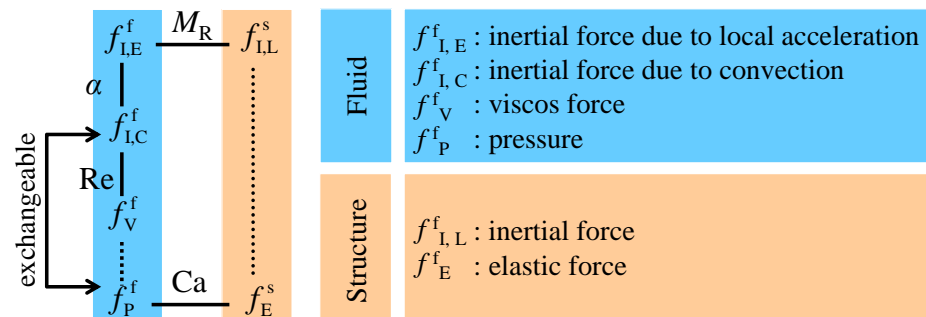 f^f_I,E M_R f^s_I,L
α
f^f_I,C
Re
f^f_V
f^f_P Ca f^s_E
exchangeable
Fluid
f^f_I, E : inertial force due to local acceleration
f^f_I, C : inertial force due to convection
f^f_V : viscos force
f^f_P : pressure
Structure
f^f_I, L : inertial force
f^f_E : elastic force